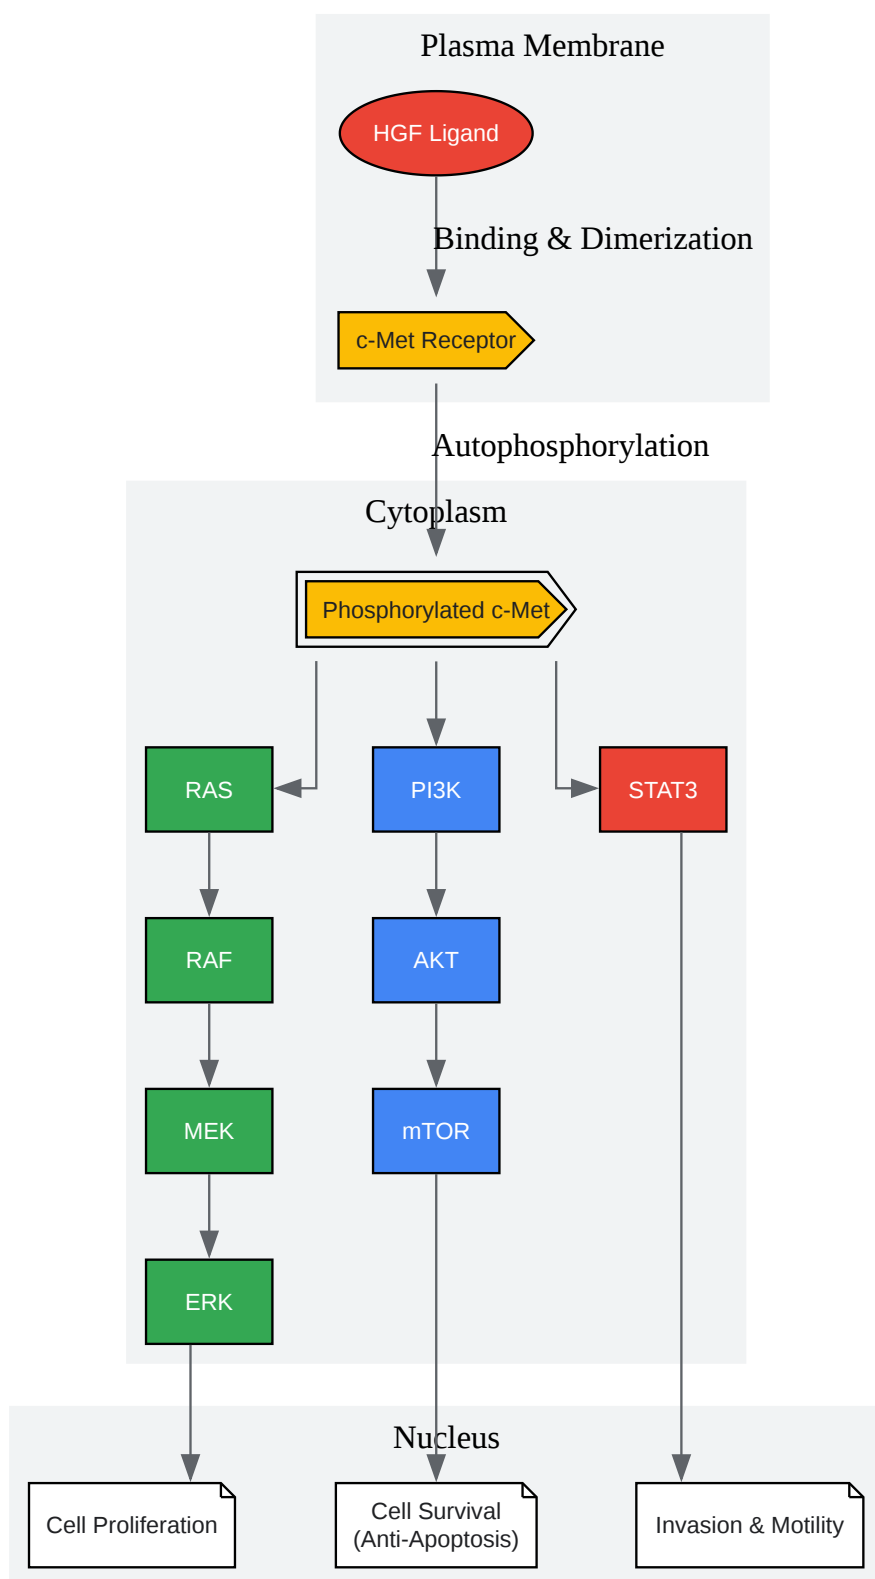 Plasma Membrane
HGF Ligand
Binding & Dimerization
c-Met Receptor
Autophosphorylation
Cytoplasm
Phosphorylated c-Met
RAS
PI3K
STAT3
RAF
AKT
MEK
mTOR
ERK
Nucleus
Cell Proliferation
Cell Survival
(Anti-Apoptosis)
Invasion & Motility